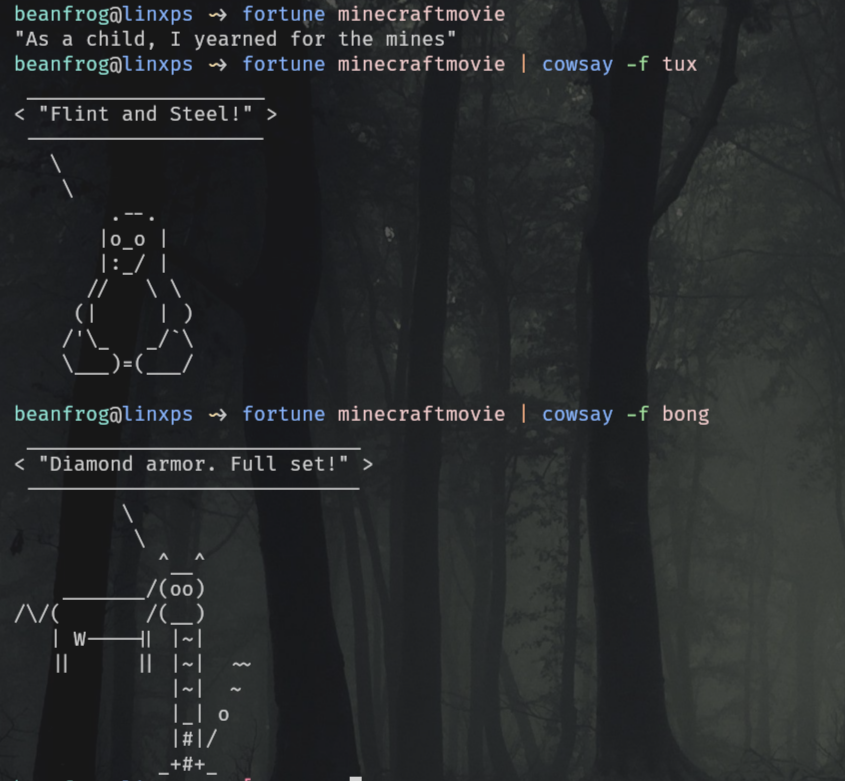 beanfrog@linxps ~> fortune minecraftmovie
"As a child, I yearned for the mines"
beanfrog@linxps ~> fortune minecraftmovie | cowsay -f tux
 ____________________
< "Flint and Steel!" >
 --------------------
   \
    \
        .--.
       |o_o |
       |:_/ |
      //   \ \
     (|     | )
    /'\_   _/`\
    \___)=(___/
beanfrog@linxps ~> fortune minecraftmovie | cowsay -f bong
 ____________________________
< "Diamond armor. Full set!" >
 ----------------------------
         \
          \
            ^__^
    _______/(oo)
/\/(       /(__)
   | W----|| |~|
   ||     || |~|  ~~
             |~|  ~
             |_| o
             |#|/
            _+#+_